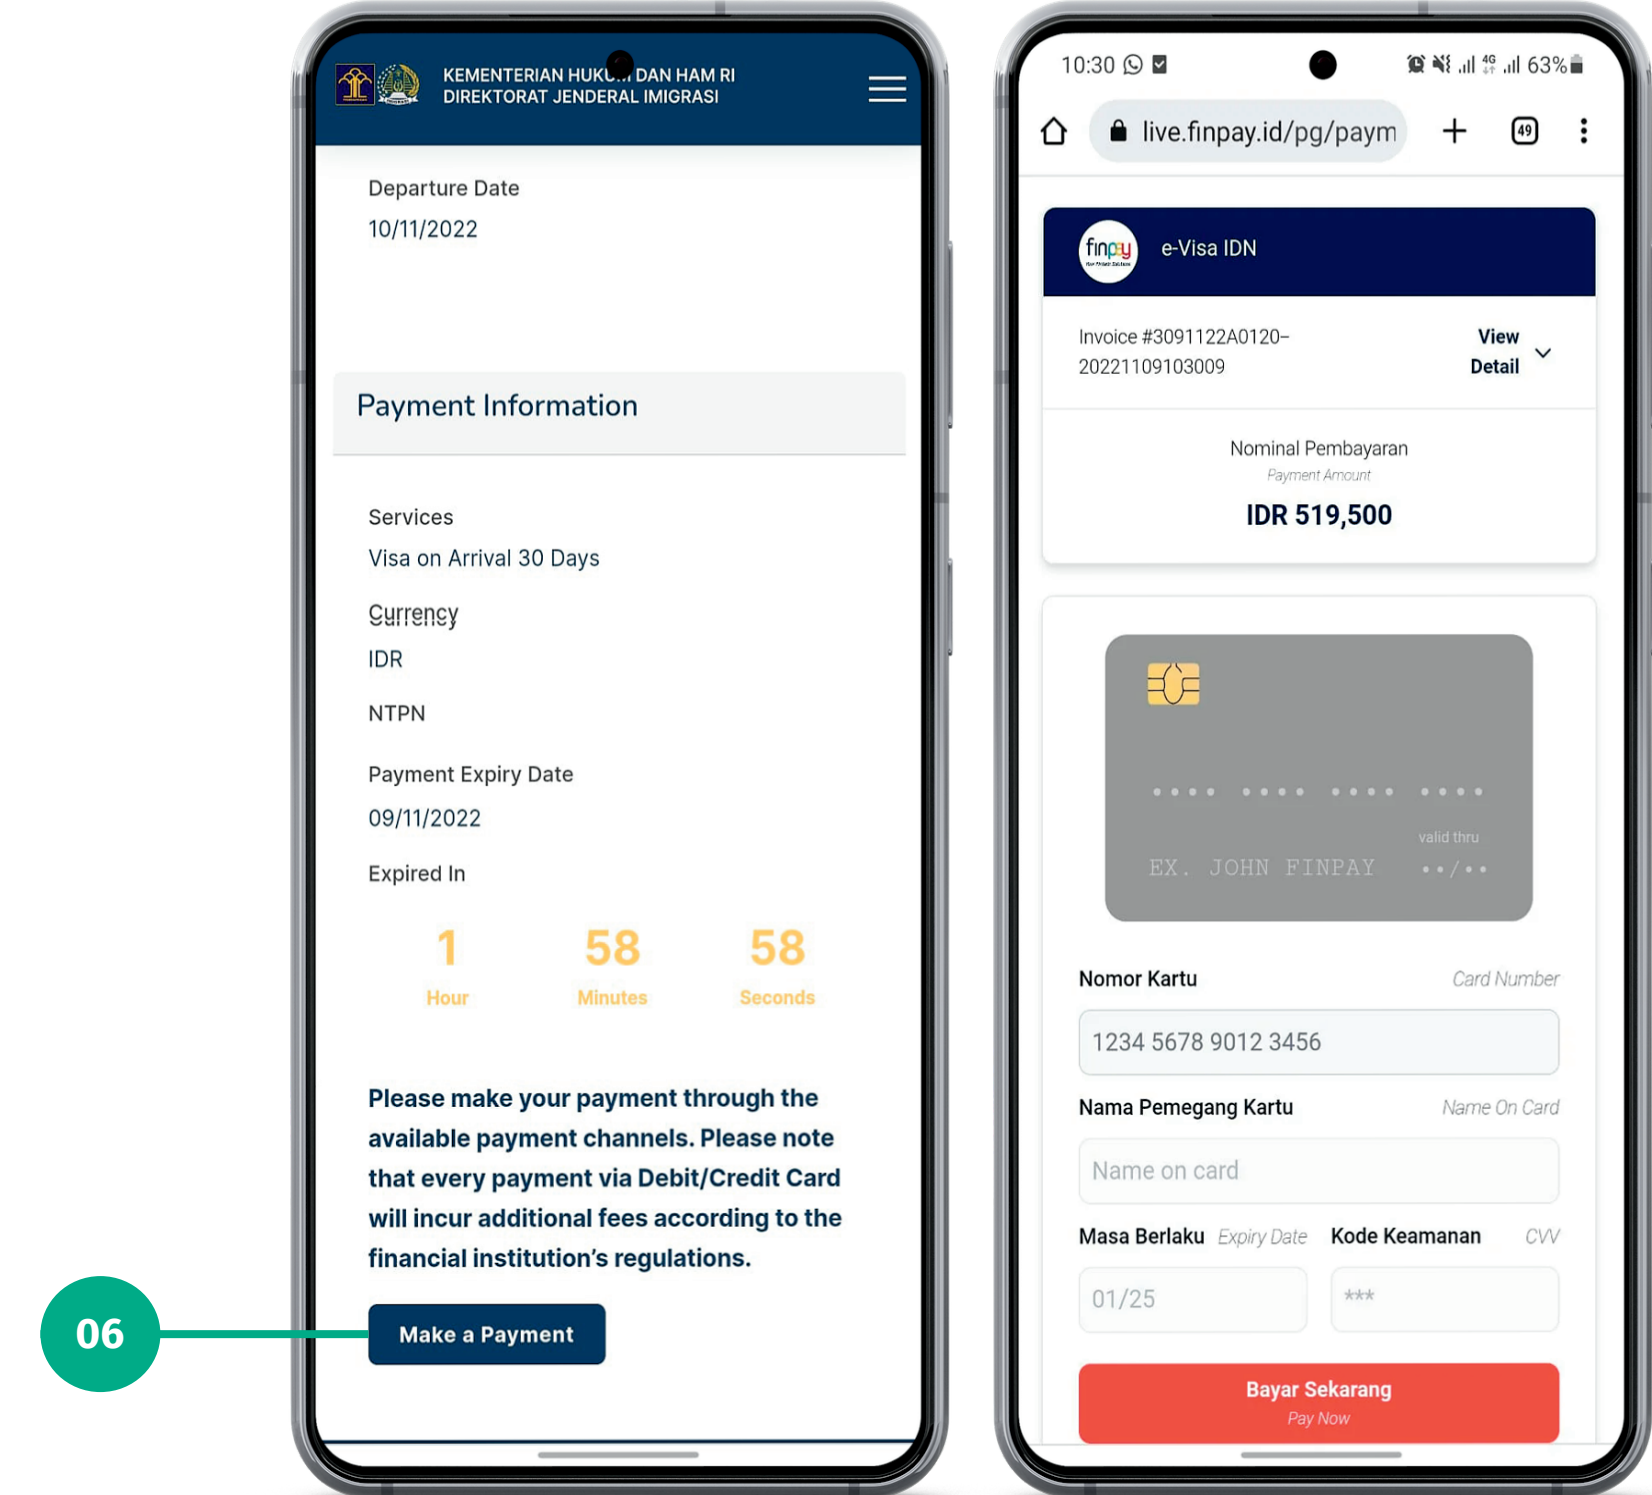 KEMENTERIAN HUKUM DAN HAM RI
DIREKTORAT JENDERAL IMIGRASI
Departure Date
10/11/2022
Payment Information
Services
Visa on Arrival 30 Days
Currency
IDR
NTPN
Payment Expiry Date
09/11/2022
Expired In
1 58 58
Hour Minutes Seconds
Please make your payment through the
available payment channels. Please note
that every payment via Debit/Credit Card
will incur additional fees according to the
financial institution’s regulations.
06
Make a Payment
10:30 4G 63%
live.finpay.id/pg/paym 49
finpay e-Visa IDN
Invoice #3091122A0120-
20221109103009
View
Detail
Nominal Pembayaran
Payment Amount
IDR 519,500
valid thru
EX. JOHN FINPAY ••/••
Nomor Kartu Card Number
1234 5678 9012 3456
Nama Pemegang Kartu Name On Card
Name on card
Masa Berlaku Expiry Date Kode Keamanan CVV
01/25 ***
Bayar Sekarang
Pay Now